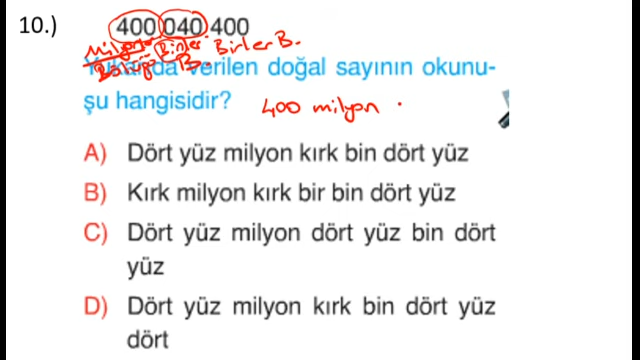 10.) 400 040 400
Milyonlar Binler Birler B.
Bölüğü B.
Yukarıda verilen doğal sayının okunu-
şu hangisidir? 400 milyon
A) Dört yüz milyon kırk bin dört yüz
B) Kırk milyon kırk bir bin dört yüz
C) Dört yüz milyon dört yüz bin dört
yüz
D) Dört yüz milyon kırk bin dört yüz
dört